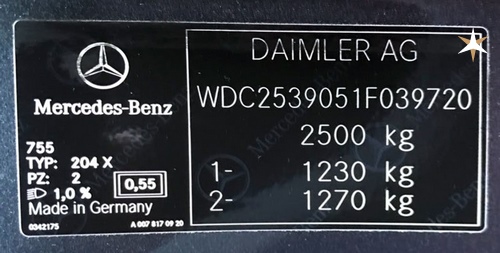 Mercedes-Benz
755
TYP: 204 X
PZ: 2
1,0 % 0,55
Made in Germany
0342175 A 007 817 09 20
DAIMLER AG
WDC2539051F039720
2500 kg
1- 1230 kg
2- 1270 kg